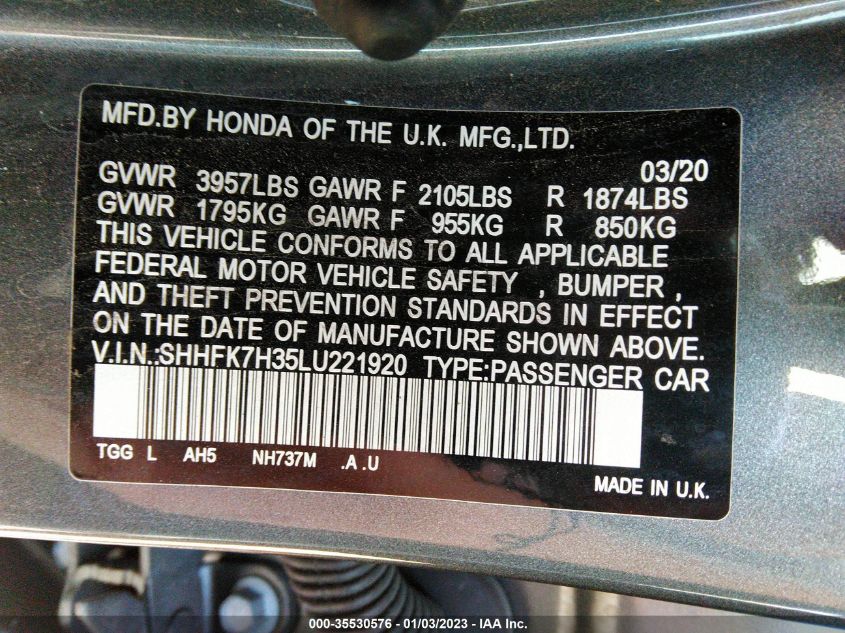 MFD.BY HONDA OF THE U.K. MFG.,LTD.
03/20
GVWR 3957LBS GAWR F 2105LBS R 1874LBS
GVWR 1795KG GAWR F 955KG R 850KG
THIS VEHICLE CONFORMS TO ALL APPLICABLE
FEDERAL MOTOR VEHICLE SAFETY , BUMPER ,
AND THEFT PREVENTION STANDARDS IN EFFECT
ON THE DATE OF MANUFACTURE SHOWN ABOVE.
V.I.N.:SHHFK7H35LU221920 TYPE:PASSENGER CAR
TGG L AH5 NH737M .A .U
MADE IN U.K.
000-35530576 — 01/03/2023 — IAA Inc.